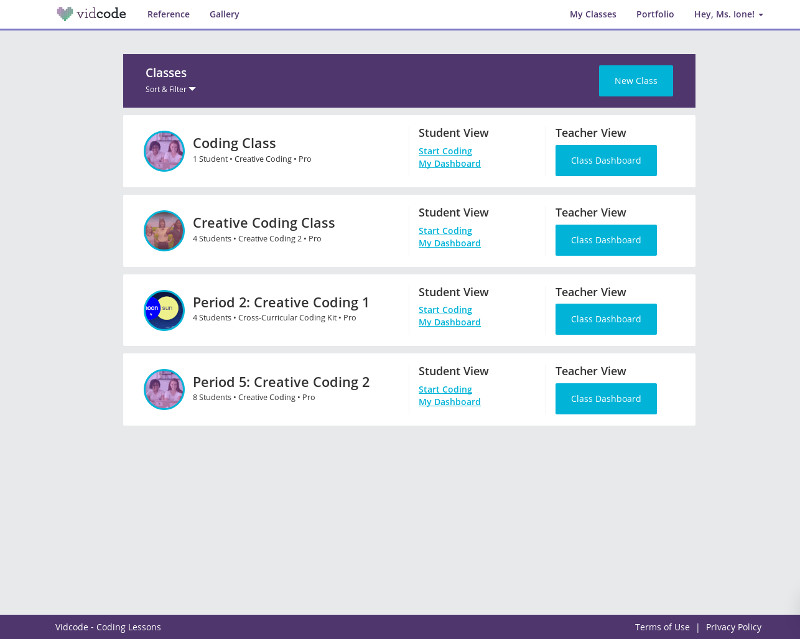 vidcode Reference Gallery My Classes Portfolio Hey, Ms. Ione!
Classes
Sort & Filter
New Class
Coding Class
1 Student • Creative Coding • Pro
Student View
Start Coding
My Dashboard
Teacher View
Class Dashboard
Creative Coding Class
4 Students • Creative Coding 2 • Pro
Student View
Start Coding
My Dashboard
Teacher View
Class Dashboard
Period 2: Creative Coding 1
4 Students • Cross-Curricular Coding Kit • Pro
Student View
Start Coding
My Dashboard
Teacher View
Class Dashboard
Period 5: Creative Coding 2
8 Students • Creative Coding • Pro
Student View
Start Coding
My Dashboard
Teacher View
Class Dashboard
Vidcode - Coding Lessons Terms of Use | Privacy Policy